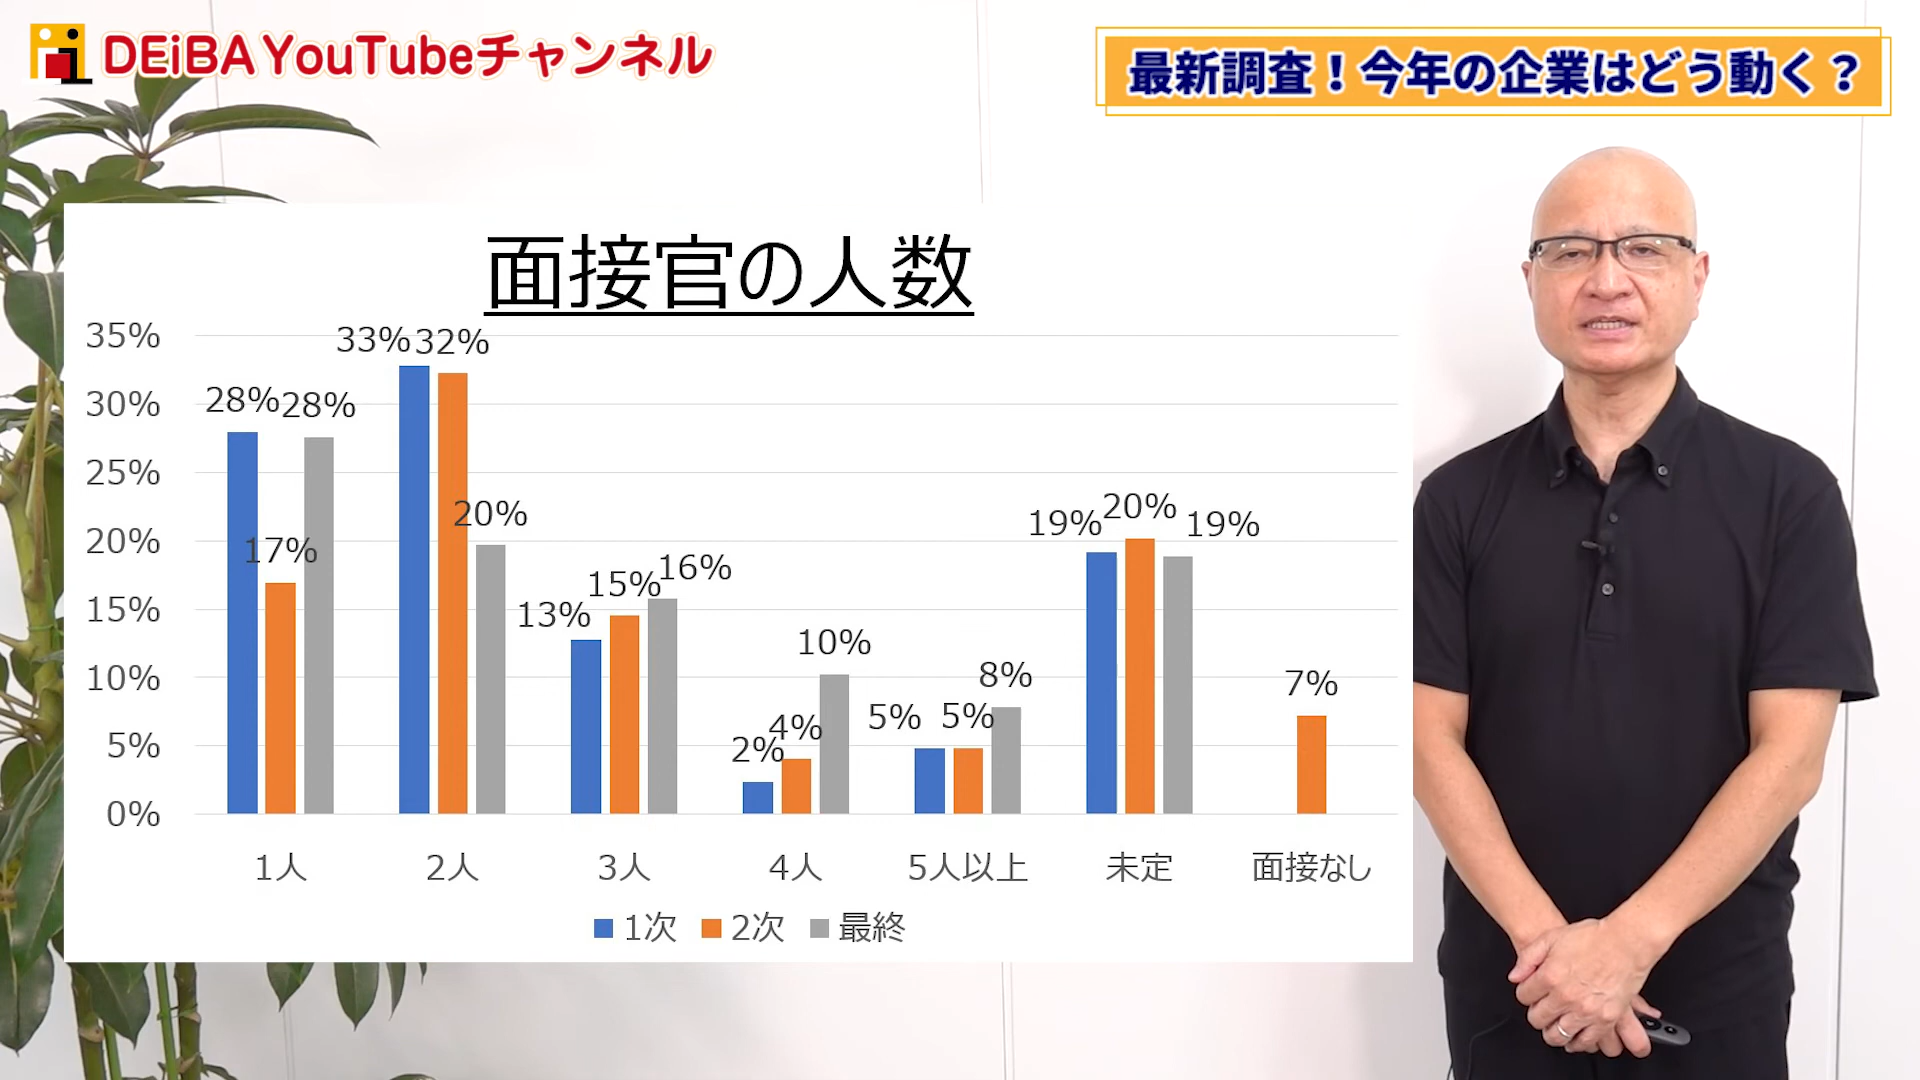 DEiBA YouTubeチャンネル
最新調査！今年の企業はどう動く？
面接官の人数
35%
30%
25%
20%
15%
10%
5%
0%
28% 17% 28%
33% 32% 20%
13% 15% 16%
2% 4% 10%
5% 5% 8%
19% 20% 19%
7%
1人 2人 3人 4人 5人以上 未定 面接なし
1次 2次 最終